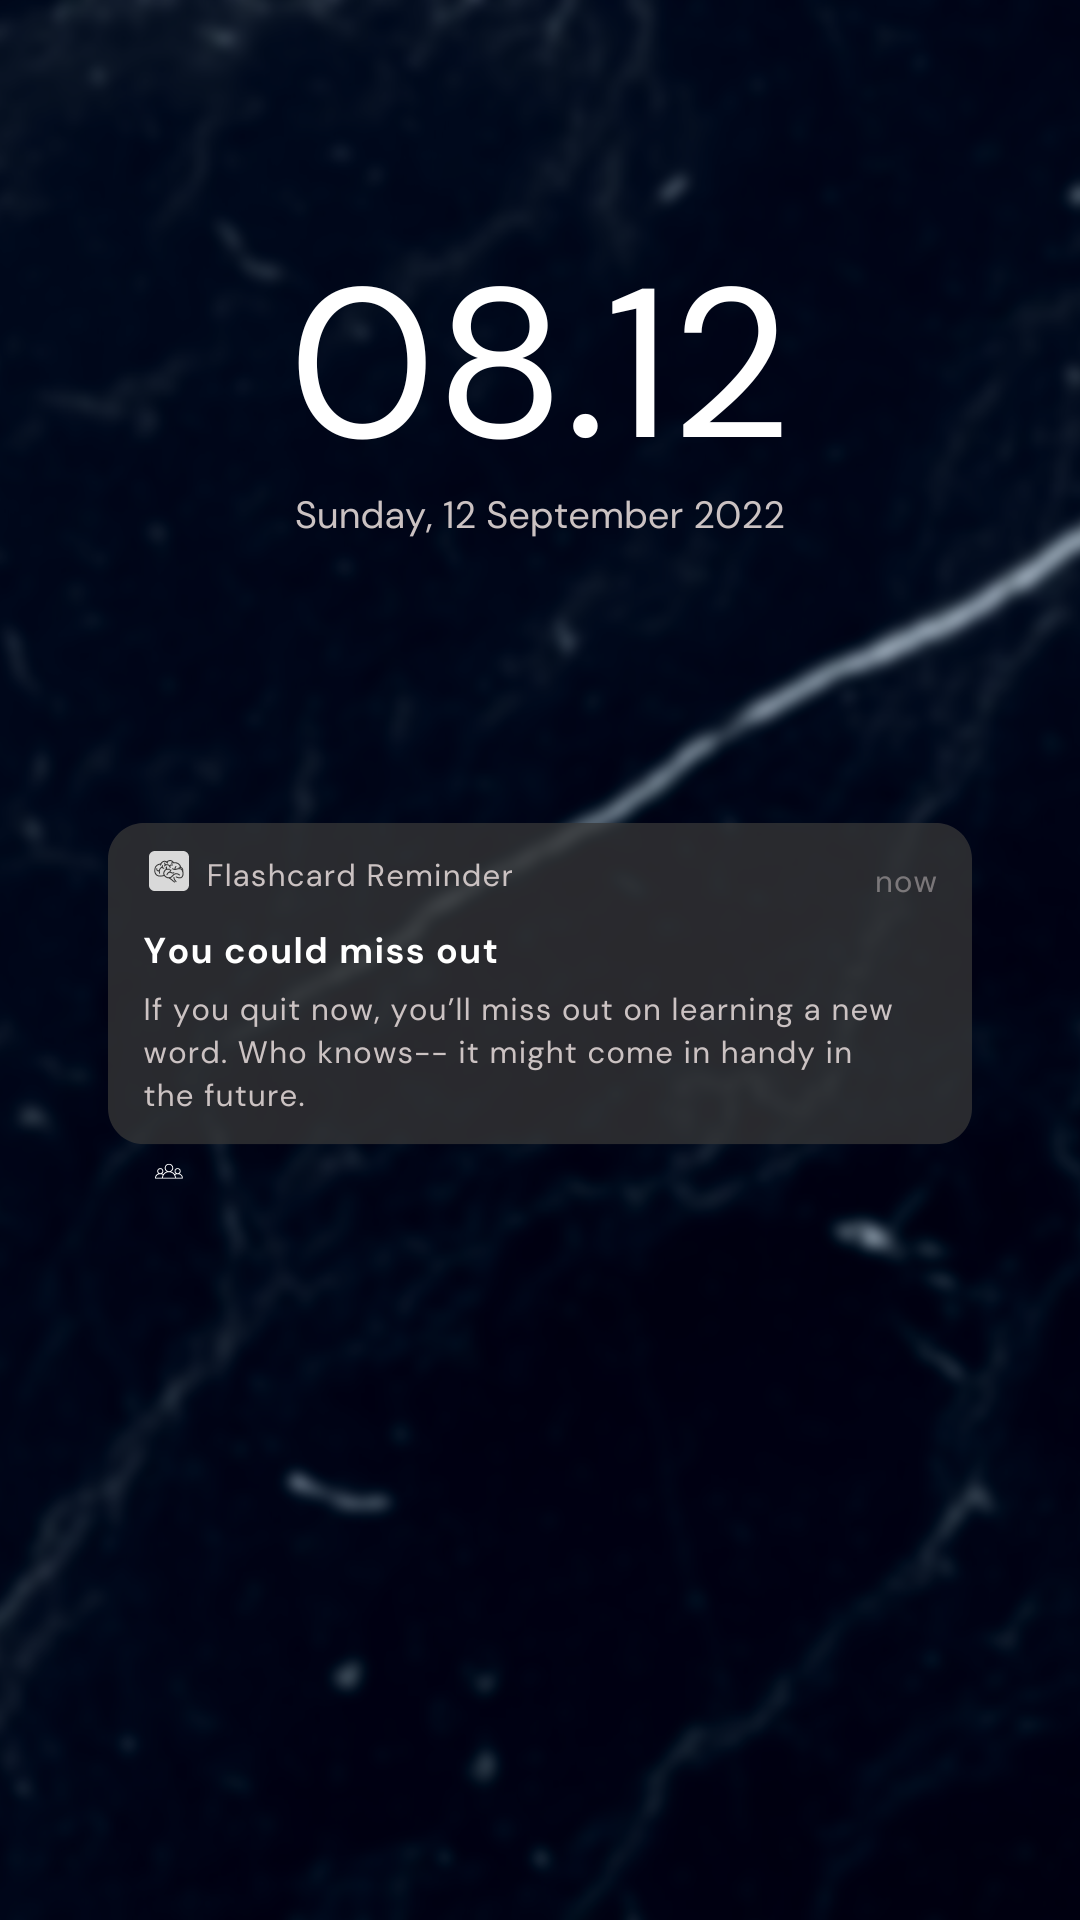 08.12
Sunday, 12 September 2022
Flashcard Reminder
now
You could miss out
If you quit now, you’ll miss out on learning a new
word. Who knows-- it might come in handy in
the future.